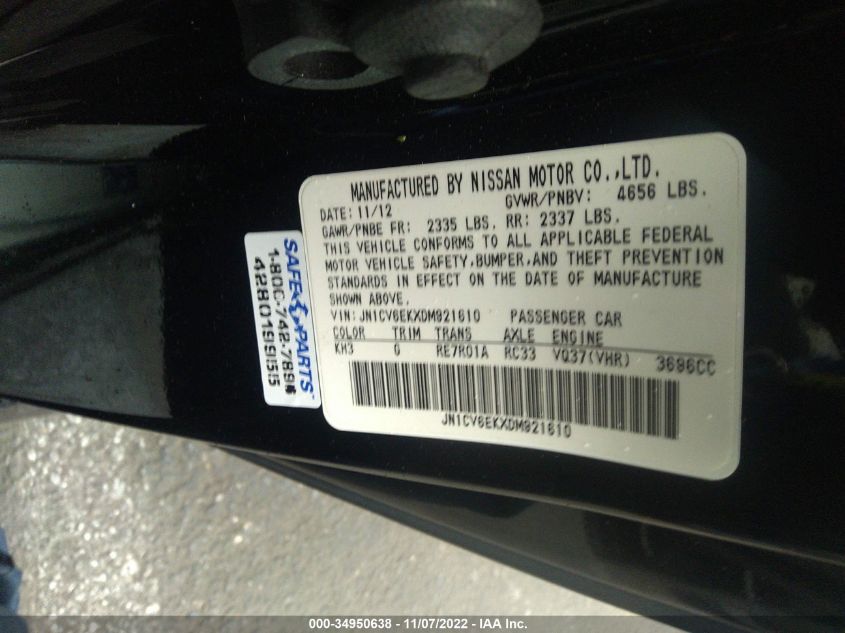 MANUFACTURED BY NISSAN MOTOR CO.,LTD.
DATE: 11/12 GVWR/PNBV: 4656 LBS.
GAWR/PNBE FR: 2335 LBS. RR: 2337 LBS.
THIS VEHICLE CONFORMS TO ALL APPLICABLE FEDERAL
MOTOR VEHICLE SAFETY,BUMPER,AND THEFT PREVENTION
STANDARDS IN EFFECT ON THE DATE OF MANUFACTURE
SHOWN ABOVE.
VIN:JN1CV6EKXDM921610 PASSENGER CAR
COLOR TRIM TRANS AXLE ENGINE
KH3 G RE7R01A RC33 VQ37(VHR) 3696CC
JN1CV6EKXDM921610
SAFE PARTS
1-800-742-7896
4280199155
000-34950638 - 11/07/2022 - IAA Inc.